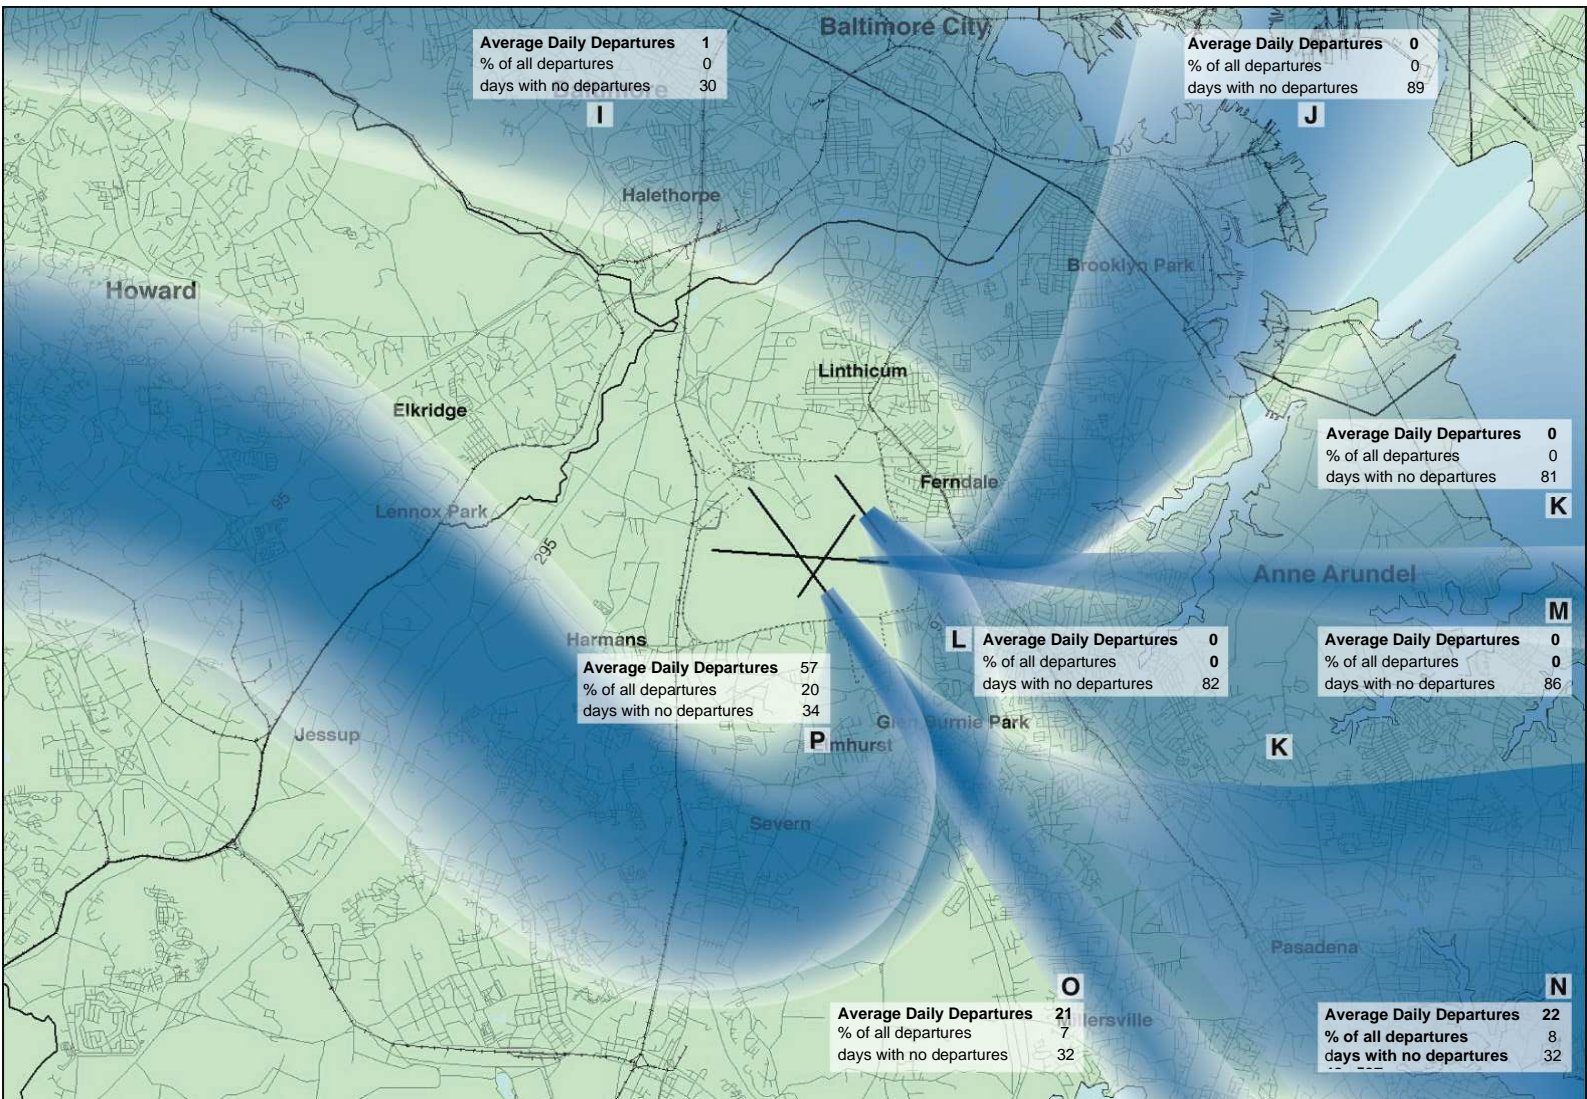 Baltimore City
Average Daily Departures 1
% of all departures 0
days with no departures 30
Baltimore
I
Average Daily Departures 0
% of all departures 0
days with no departures 89
J
Halethorpe
Brooklyn Park
Howard
Linthicum
Elkridge
Average Daily Departures 0
% of all departures 0
days with no departures 81
K
Ferndale
95
Lennox Park
295
Anne Arundel
M
Harmans
L
Average Daily Departures 0
% of all departures 0
days with no departures 82
Average Daily Departures 0
% of all departures 0
days with no departures 86
Average Daily Departures 57
% of all departures 20
days with no departures 34
P
Glen Burnie Park
Elmhurst
Jessup
K
Severn
Pasadena
O
Average Daily Departures 21
% of all departures 7
days with no departures 32
Millersville
N
Average Daily Departures 22
% of all departures 8
days with no departures 32